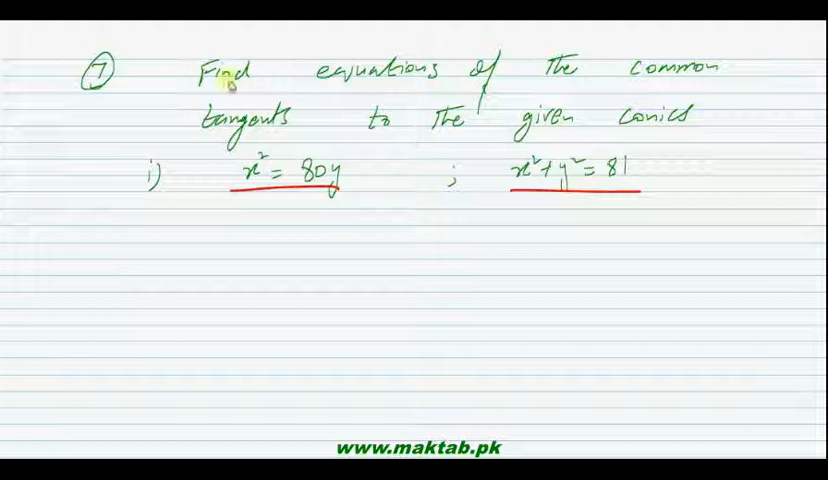 7 Find equations of the common
tangents to the given conics
i) x² = 80y ; x² + y² = 81
www.maktab.pk